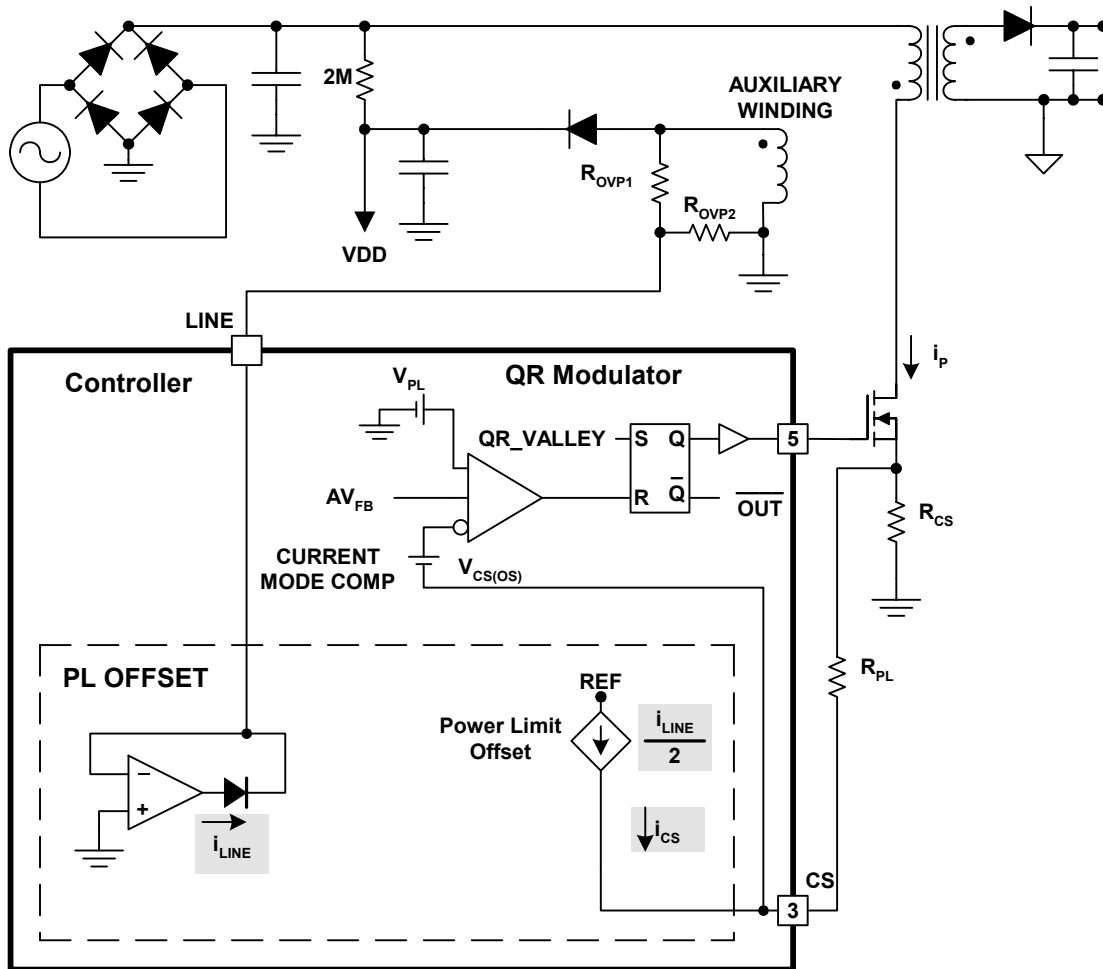 2M
AUXILIARY
WINDING
R_OVP1
R_OVP2
VDD
LINE
i_P
Controller
QR Modulator
V_PL
QR_VALLEY
S Q
5
AV_FB
R Q̅
O̅U̅T̅
R_CS
CURRENT
MODE COMP
V_CS(OS)
PL OFFSET
REF
R_PL
Power Limit
Offset
i_LINE
2
−
+
i_LINE
i_CS
CS
3